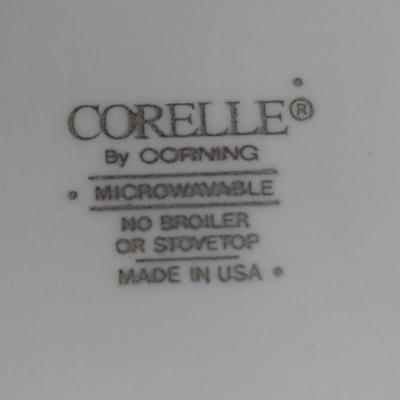 CORELLE®
By CORNING
MICROWAVABLE
NO BROILER
OR STOVETOP
MADE IN USA